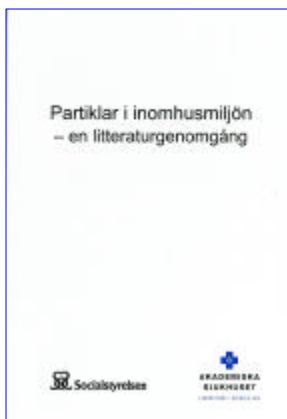 Partiklar i inomhusmiljön
– en litteraturgenomgång
Socialstyrelsen
AKADEMISKA
SJUKHUSET